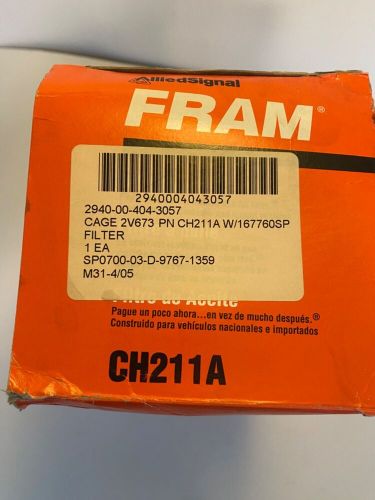 AlliedSignal
FRAM®
2940004043057
2940-00-404-3057
CAGE 2V673 PN CH211A W/167760SP
FILTER
1 EA
SP0700-03-D-9767-1359
M31-4/05
Filtro de Aceite
Pague un poco ahora...en vez de mucho después.®
Construido para vehículos nacionales e importados
CH211A